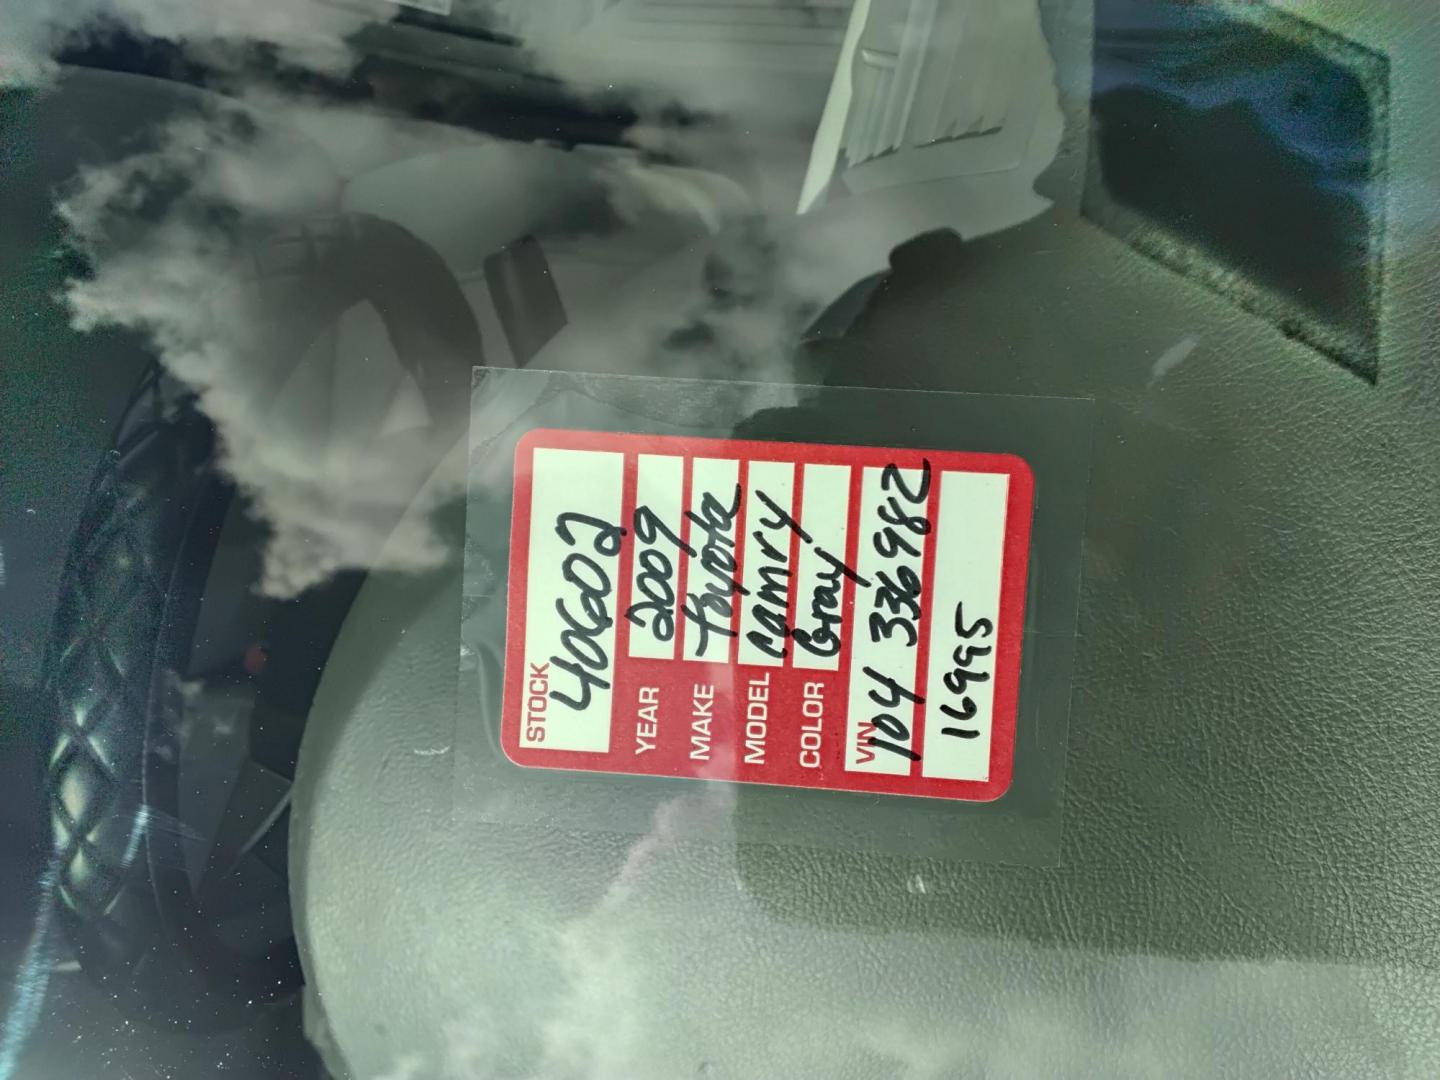 STOCK
40602
YEAR 2009
MAKE Toyota
MODEL Camry
COLOR Gray
VIN
104 336982
16995